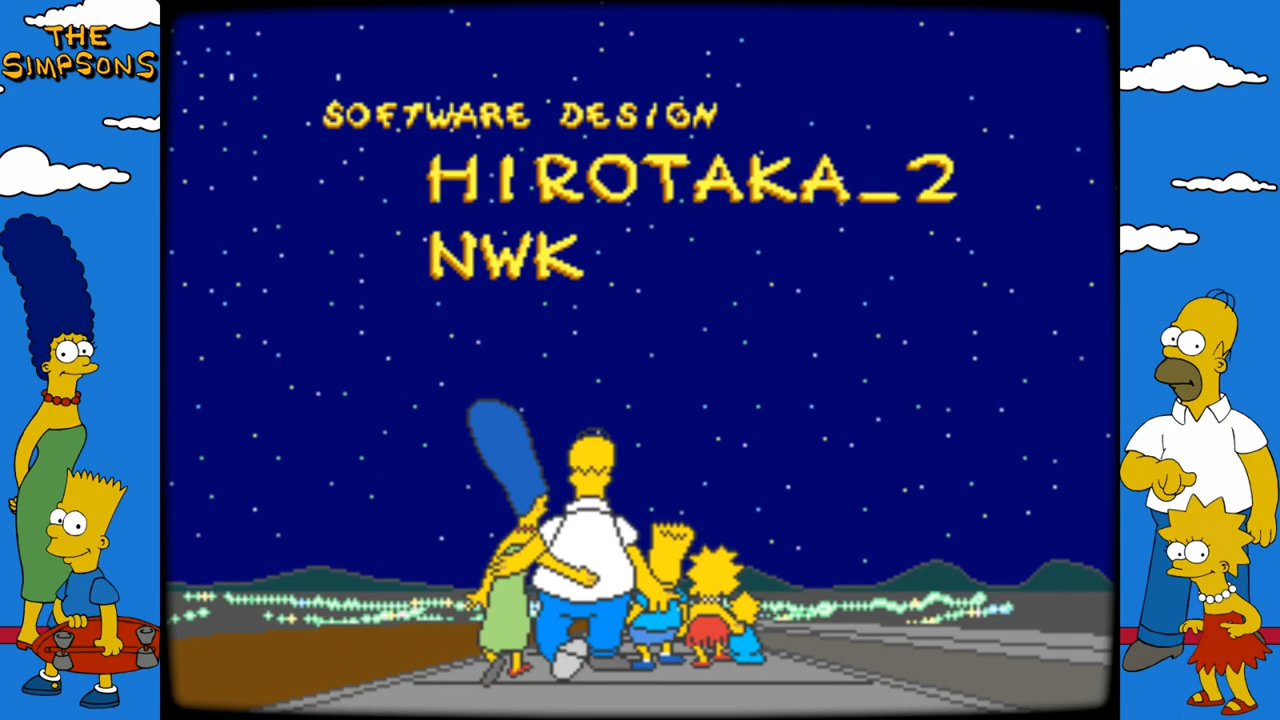 THE
SIMPSONS
SOFTWARE DESIGN
HIROTAKA_2
NWK